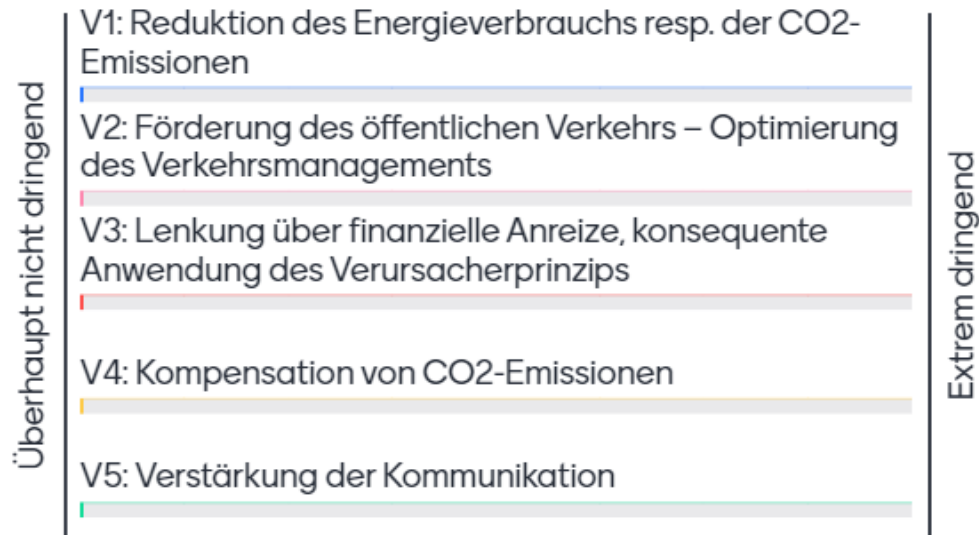 Überhaupt nicht dringend
V1: Reduktion des Energieverbrauchs resp. der CO2-
Emissionen
V2: Förderung des öffentlichen Verkehrs – Optimierung
des Verkehrsmanagements
V3: Lenkung über finanzielle Anreize, konsequente
Anwendung des Verursacherprinzips
V4: Kompensation von CO2-Emissionen
V5: Verstärkung der Kommunikation
Extrem dringend